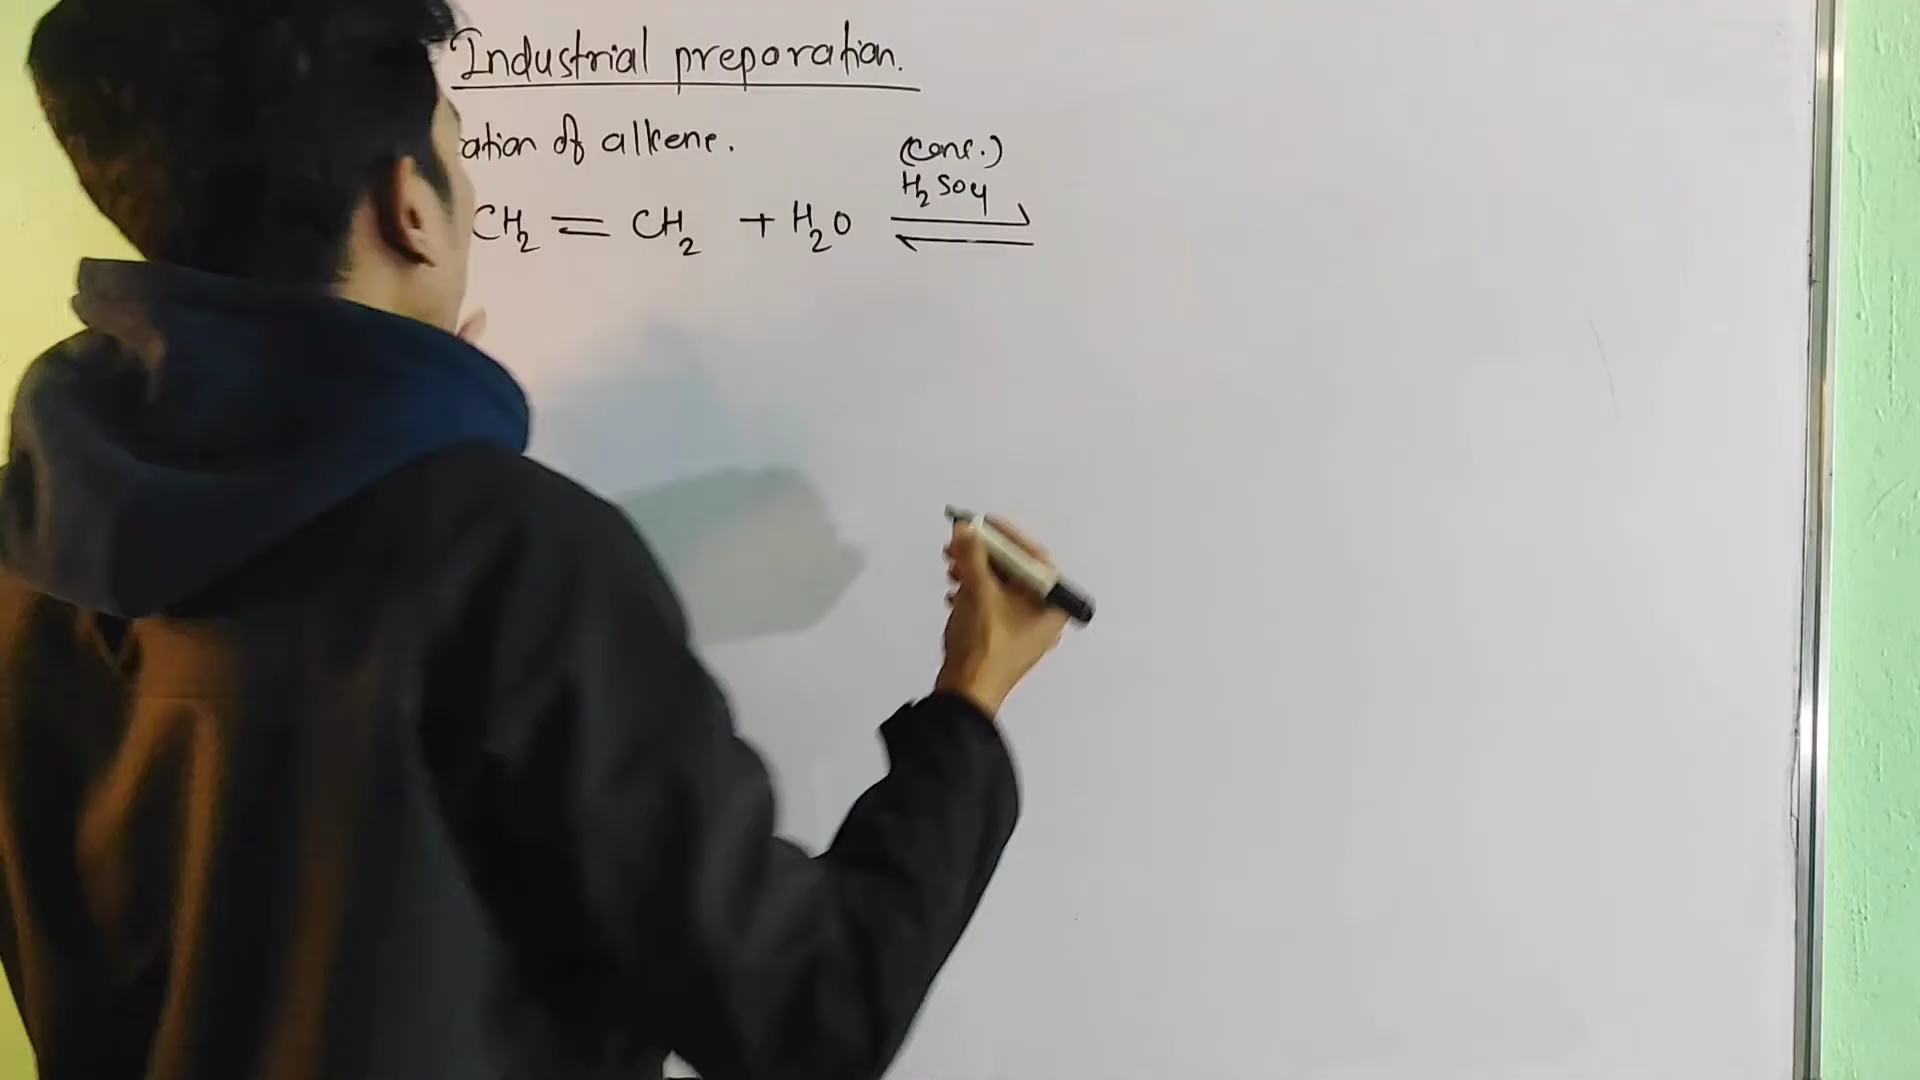 Industrial preparation.
ation of alkene.
(conc.)
H₂SO₄
CH₂ = CH₂ + H₂O ⇌